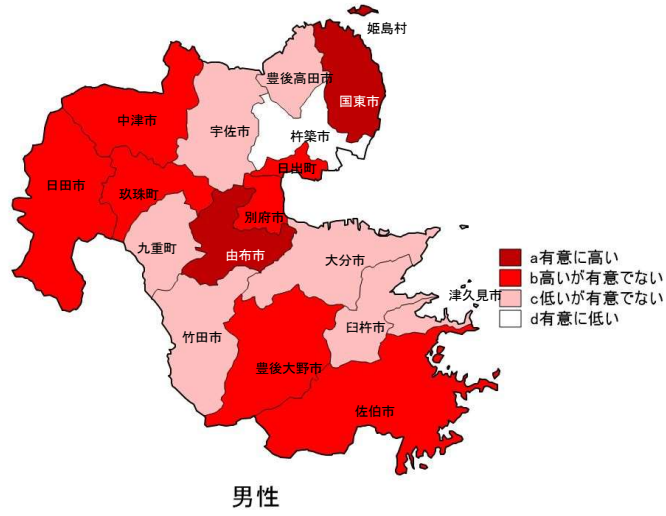 姫島村
豊後高田市
国東市
中津市
宇佐市
杵築市
日出町
日田市
玖珠町
別府市
九重町
由布市
大分市
a有意に高い
b高いが有意でない
c低いが有意でない
d有意に低い
津久見市
臼杵市
竹田市
豊後大野市
佐伯市
男性